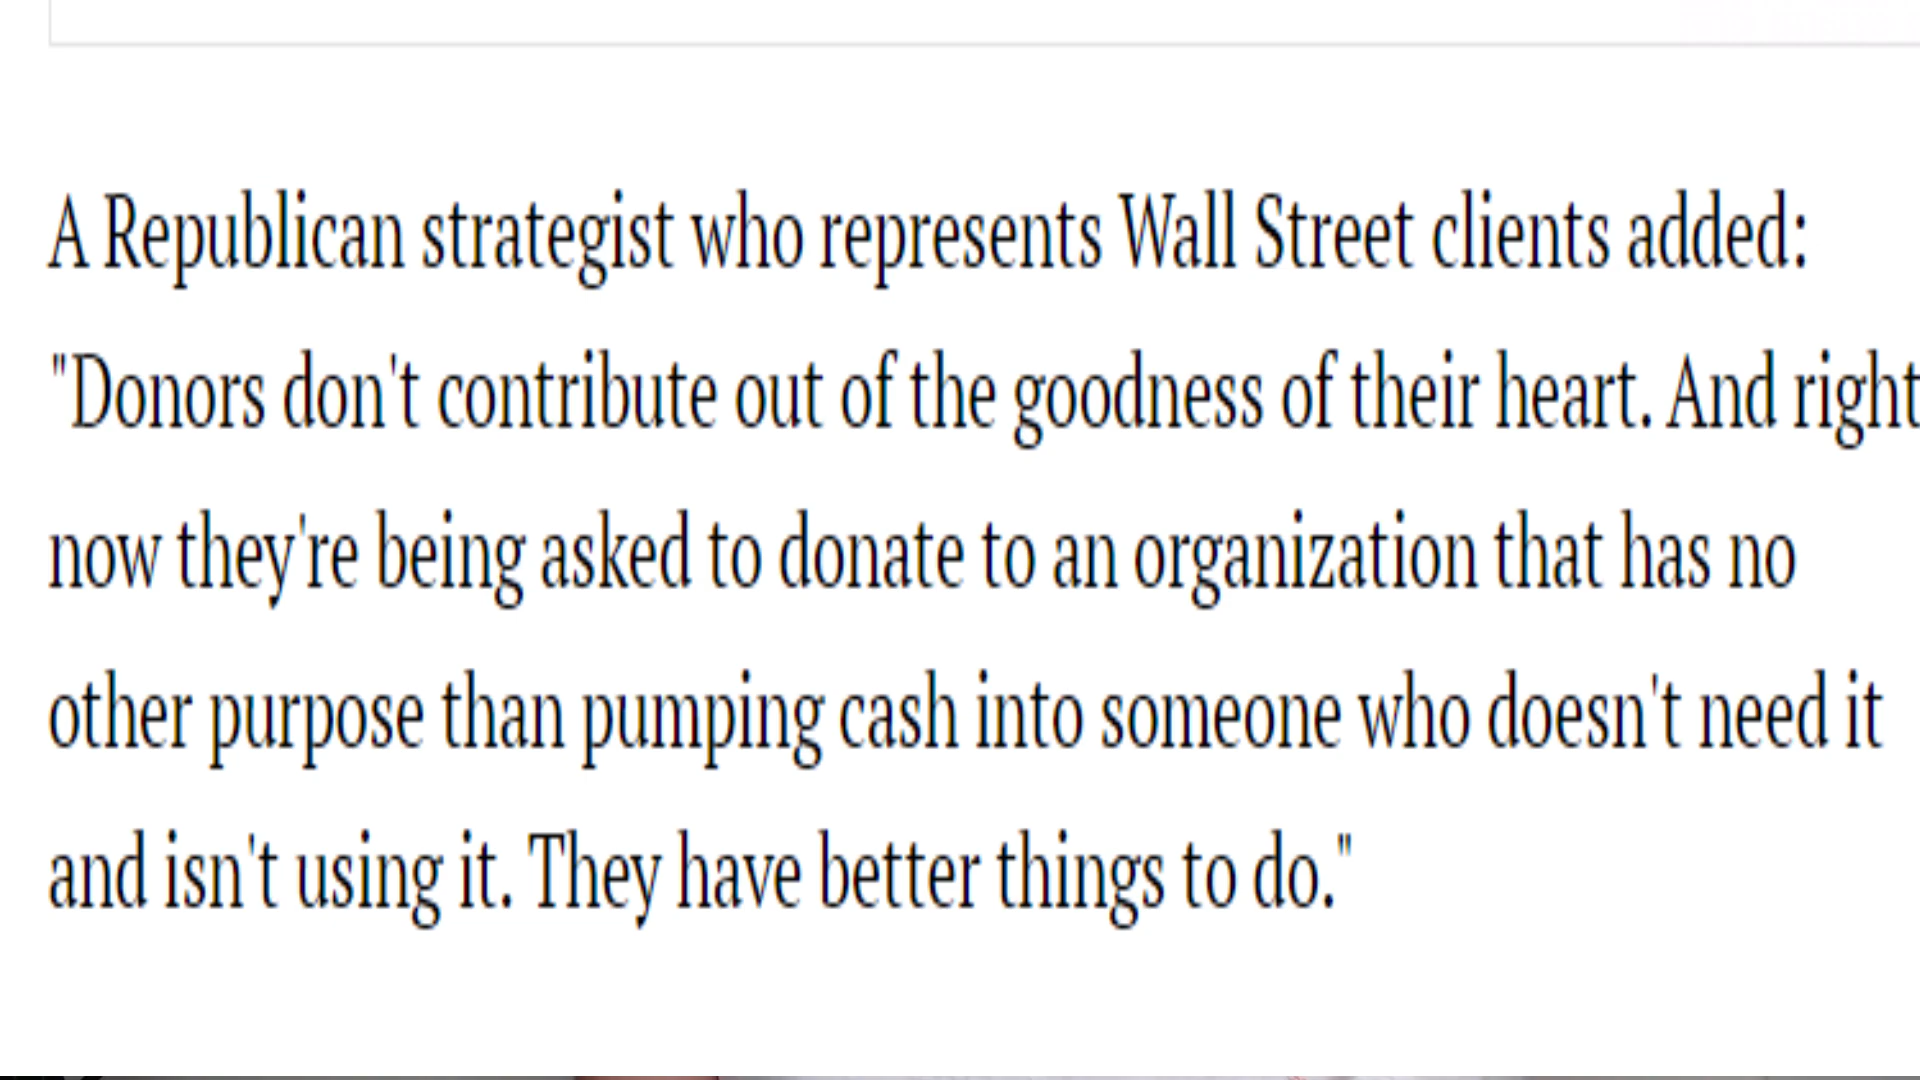 A Republican strategist who represents Wall Street clients added:
"Donors don't contribute out of the goodness of their heart. And right
now they're being asked to donate to an organization that has no
other purpose than pumping cash into someone who doesn't need it
and isn't using it. They have better things to do."